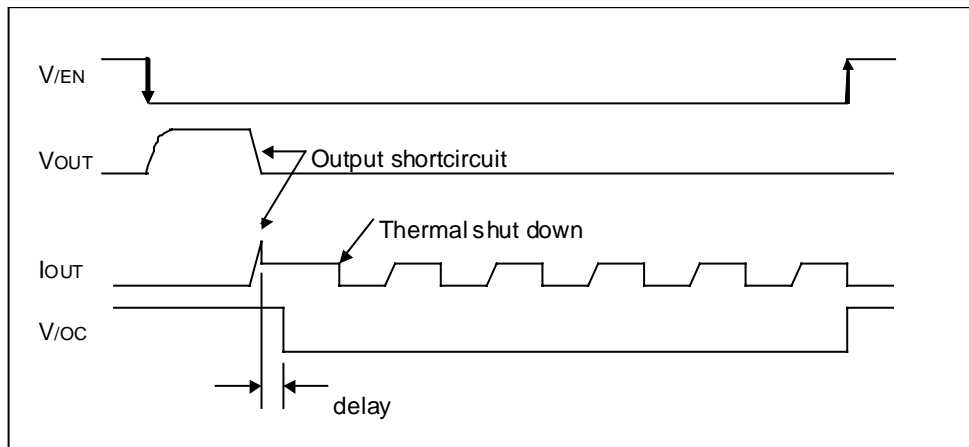 V/EN
VOUT
Output shortcircuit
Thermal shut down
IOUT
V/OC
delay